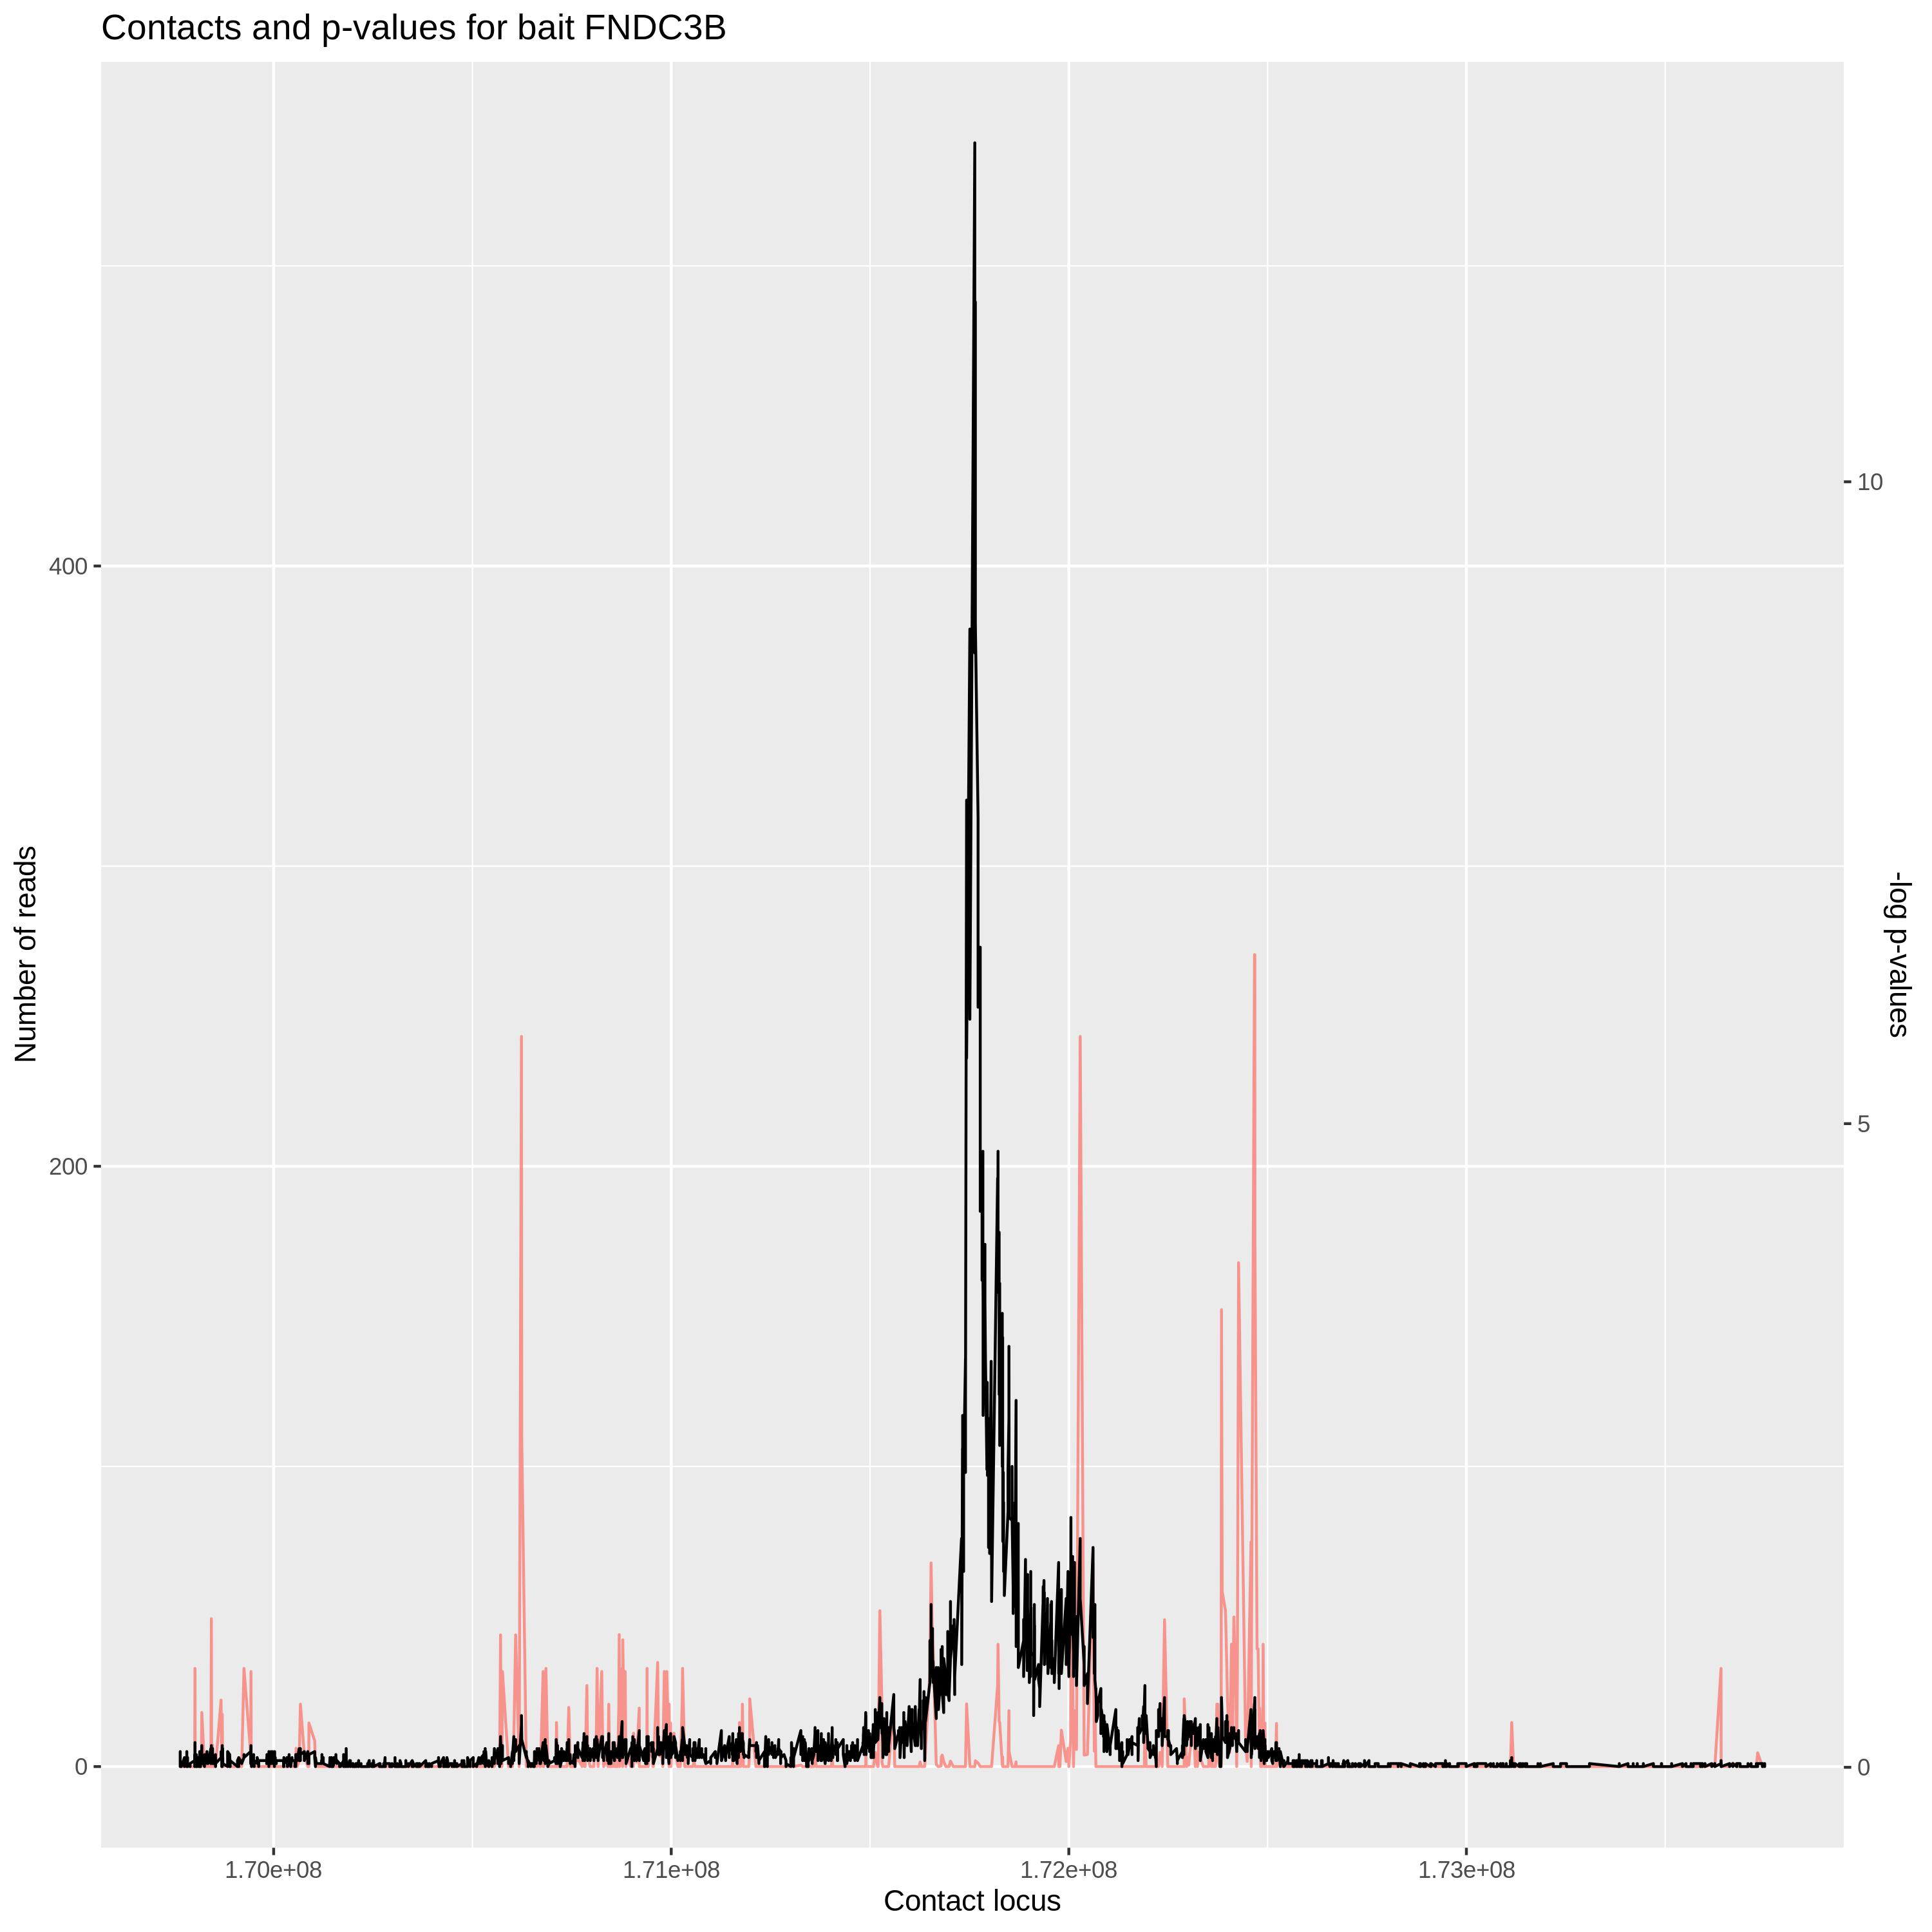 Contacts and p-values for bait FNDC3B
Number of reads
400
200
0
10
5
0
-log p-values
1.70e+08
1.71e+08
1.72e+08
1.73e+08
Contact locus